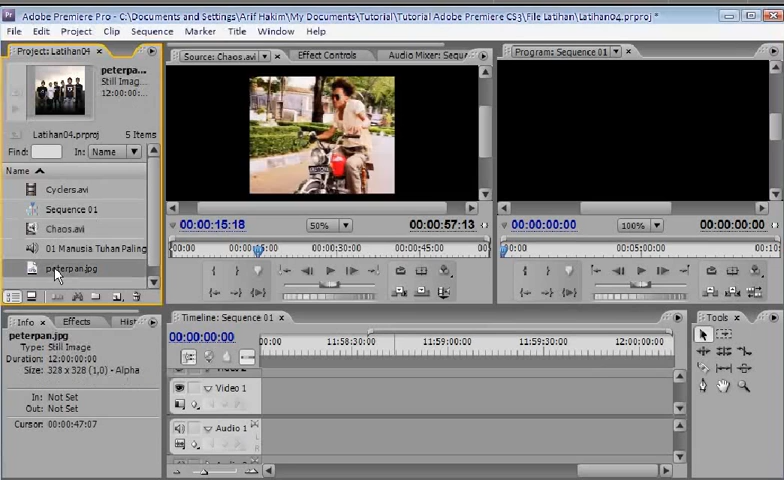 Adobe Premiere Pro - C:\Documents and Settings\Arif Hakim\My Documents\Tutorial\Tutorial Adobe Premiere CS3\File Latihan\Latihan04.prproj *
File Edit Project Clip Sequence Marker Title Window Help
Project: Latihan04
peterpa...
Still Imag...
12:00:00:...
Latihan04.prproj 5 Items
Find: In: Name
Name
Cyclers.avi
Sequence 01
Chaos.avi
01 Manusia Tuhan Paling
peterpan.jpg
Source: Chaos.avi Effect Controls Audio Mixer: Sequ
00:00:15:18 50% 00:00:57:13
00:00 00:00:15:00 00:00:30:00 00:00:45:00
Program: Sequence 01
00:00:00:00 100% 00:00:00:00
00:00 00:05:00:00 00:10:
Info Effects Hist
peterpan.jpg
Type: Still Image
Duration: 12:00:00:00
Size: 328 x 328 (1,0) - Alpha
In: Not Set
Out: Not Set
Cursor: 00:00:47:07
Timeline: Sequence 01
00:00:00:00
00:00 11:58:30:00 11:59:00:00 11:59:30:00 12:00:00:00
Video 2
Video 1
Audio 1
L
R
Tools